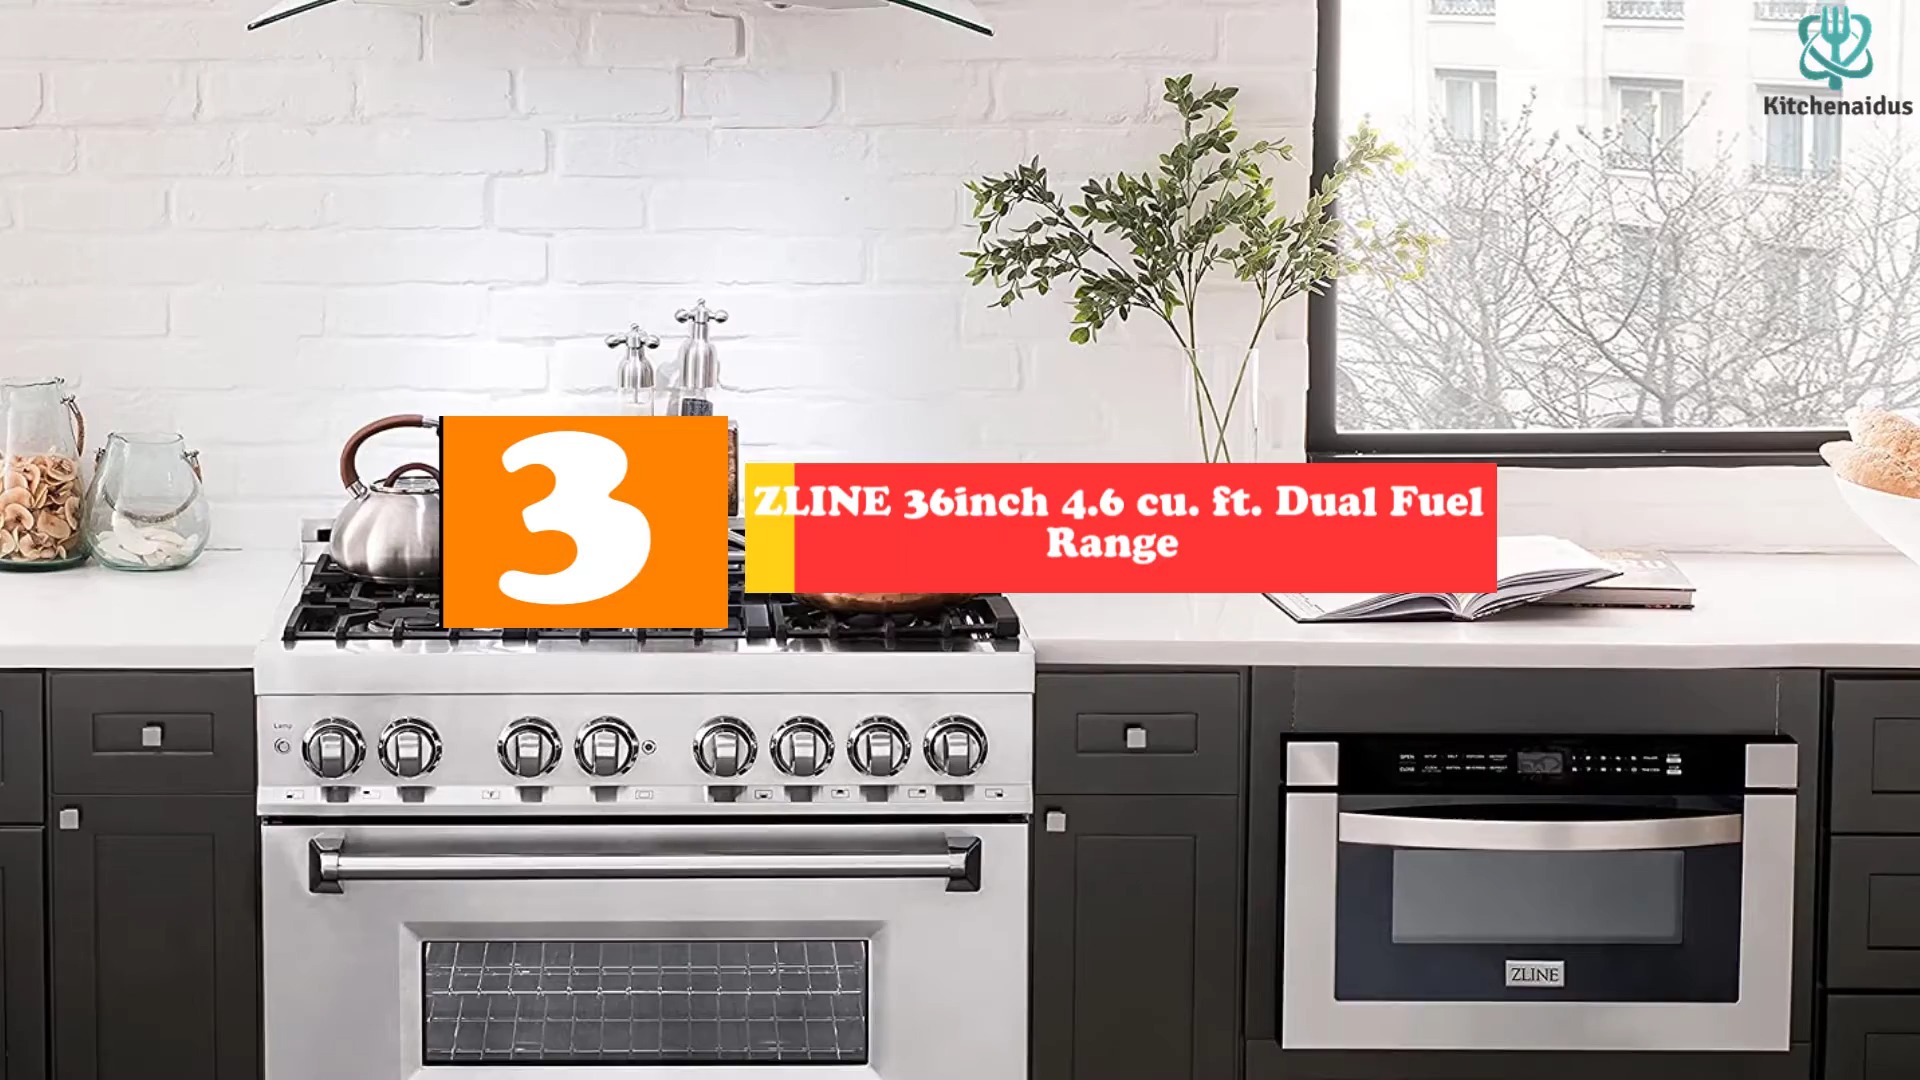 Kitchenaidus
3
ZLINE 36inch 4.6 cu. ft. Dual Fuel
Range
Lamp
ZLINE